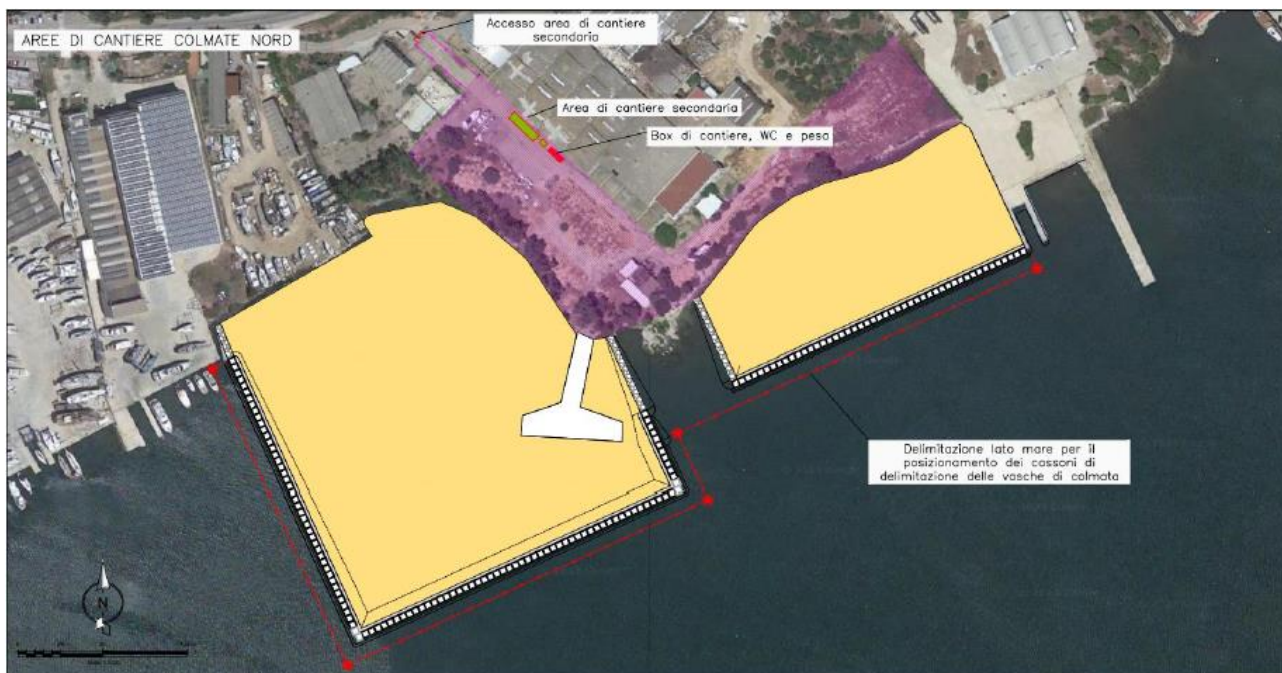 AREE DI CANTIERE COLMATE NORD
Accesso area di cantiere
secondaria
Area di cantiere secondaria
Box di cantiere, WC e pesa
Delimitazione lato mare per il
posizionamento dei cassoni di
delimitazione delle vasche di colmata
N